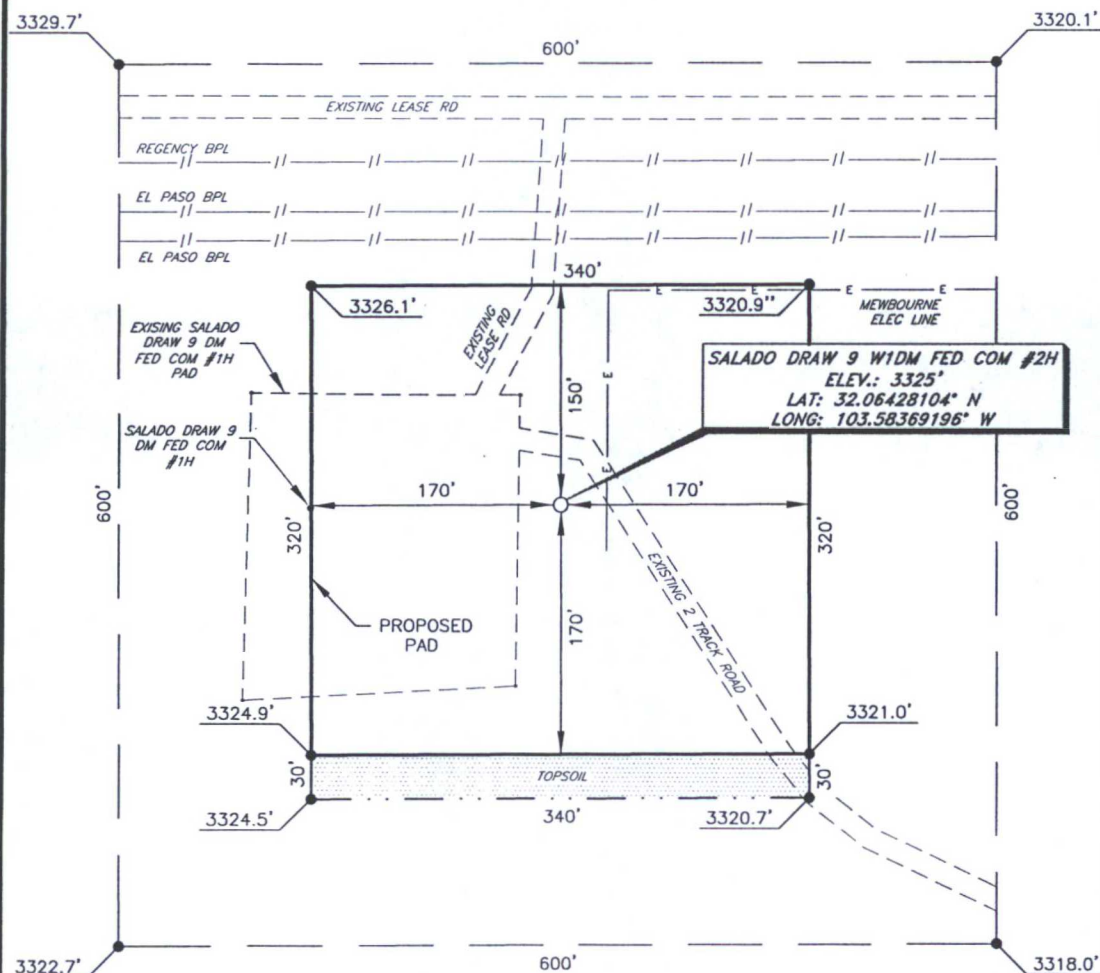 3329.7'
3320.1'
600'
EXISTING LEASE RD
REGENCY BPL
EL PASO BPL
EL PASO BPL
340'
3326.1'
3320.9''
E E E E
MEWBOURNE
ELEC LINE
EXISTING
LEASE RD
EXISING SALADO
DRAW 9 DM
FED COM #1H
PAD
E
150'
SALADO DRAW 9 W1DM FED COM #2H
ELEV.: 3325'
LAT: 32.06428104° N
LONG: 103.58369196° W
SALADO DRAW 9
DM FED COM
#1H
E
170'
170'
600'
320'
320'
600'
EXISTING 2 TRACK ROAD
PROPOSED
PAD
170'
3324.9'
3321.0'
30'
TOPSOIL
30'
3324.5'
340'
3320.7'
3322.7'
600'
3318.0'